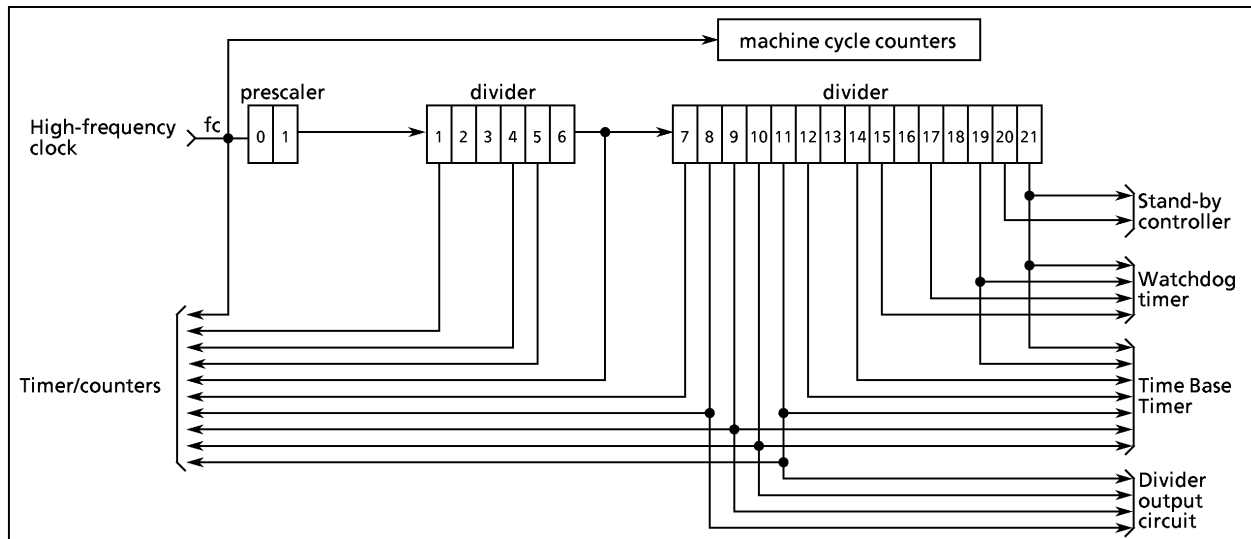 machine cycle counters
prescaler
divider
divider
High-frequency
clock
fc
0 1
1 2 3 4 5 6
7 8 9 10 11 12 13 14 15 16 17 18 19 20 21
Stand-by
controller
Watchdog
timer
Timer/counters
Time Base
Timer
Divider
output
circuit